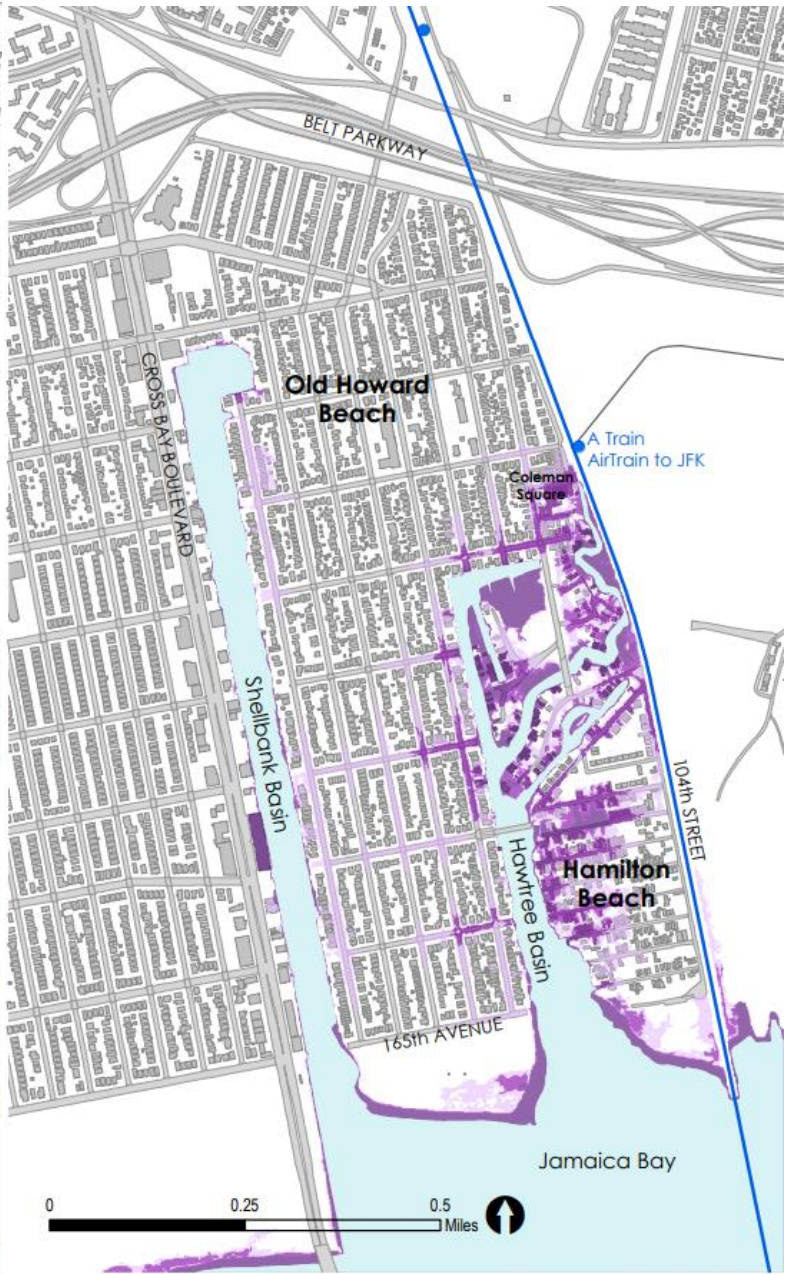 BELT PARKWAY
CROSS BAY BOULEVARD
Old Howard
Beach
A Train
AirTrain to JFK
Coleman
Square
Shellbank Basin
104th STREET
Hawtree Basin
Hamilton
Beach
165th AVENUE
Jamaica Bay
0 0.25 0.5
Miles